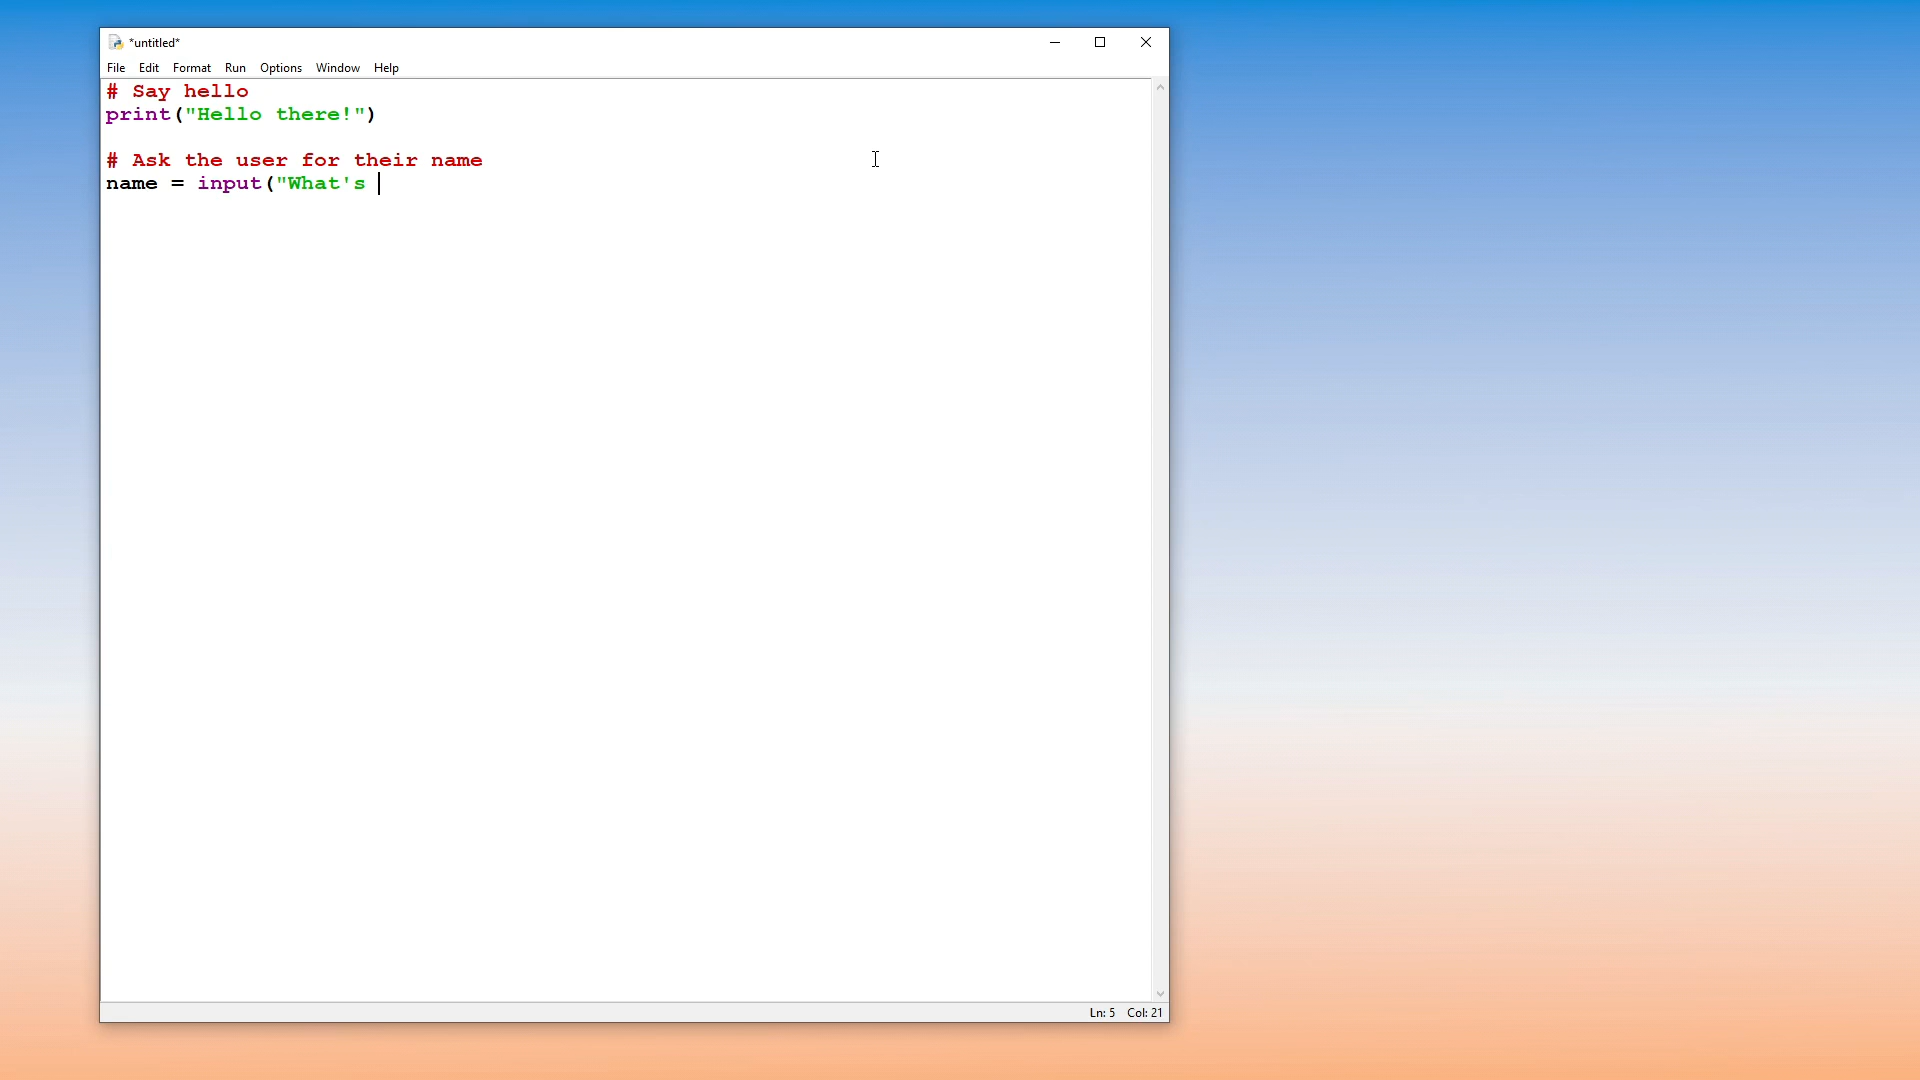 *untitled*
File Edit Format Run Options Window Help
# Say hello
print("Hello there!")
# Ask the user for their name
name = input("What's
Ln: 5 Col: 21